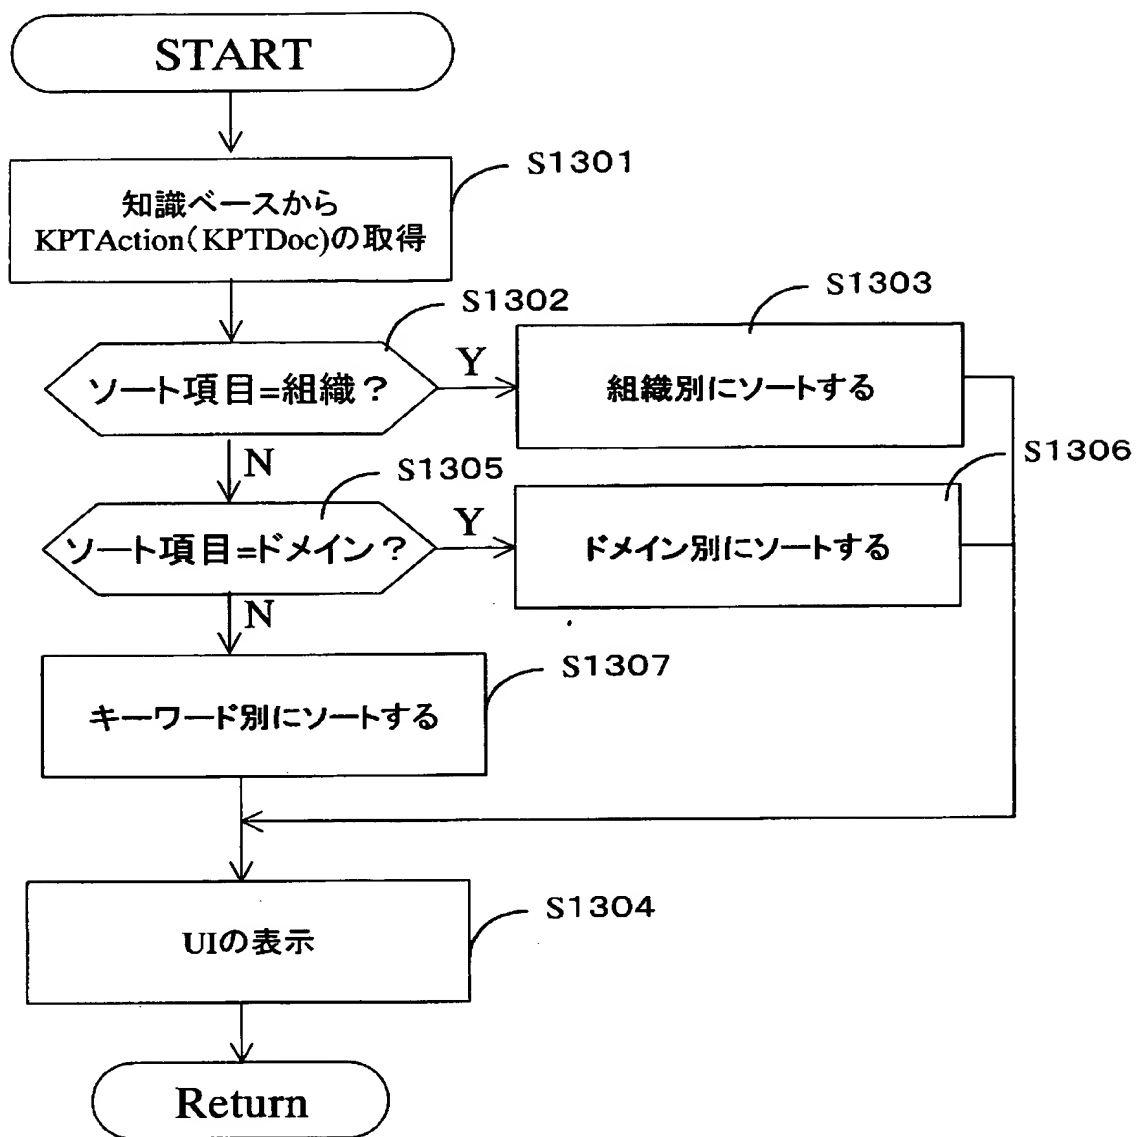 START
S1301
知識ベースから
KPTAction(KPTDoc)の取得
S1302
S1303
ソート項目=組織?
Y
組織別にソートする
N
S1305
S1306
ソート項目=ドメイン?
Y
ドメイン別にソートする
N
S1307
キーワード別にソートする
S1304
UIの表示
Return